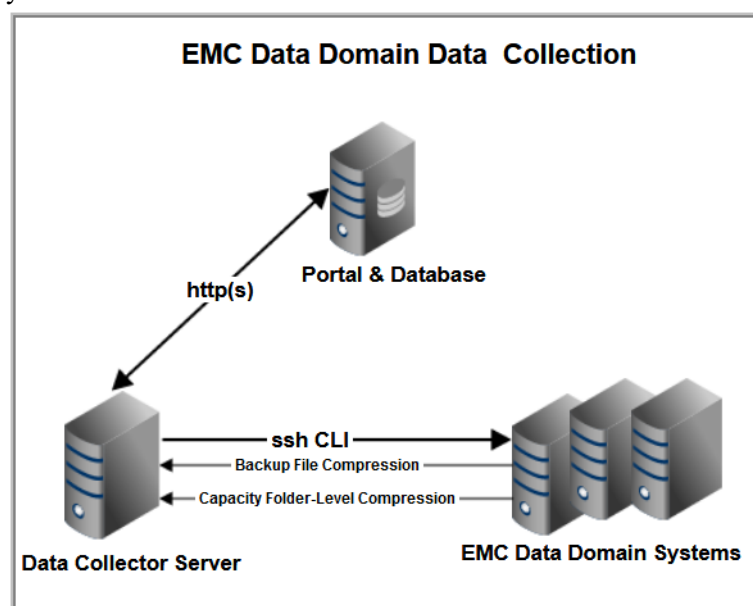 EMC Data Domain Data Collection
Portal & Database
http(s)
ssh CLI
Backup File Compression
Capacity Folder-Level Compression
Data Collector Server
EMC Data Domain Systems